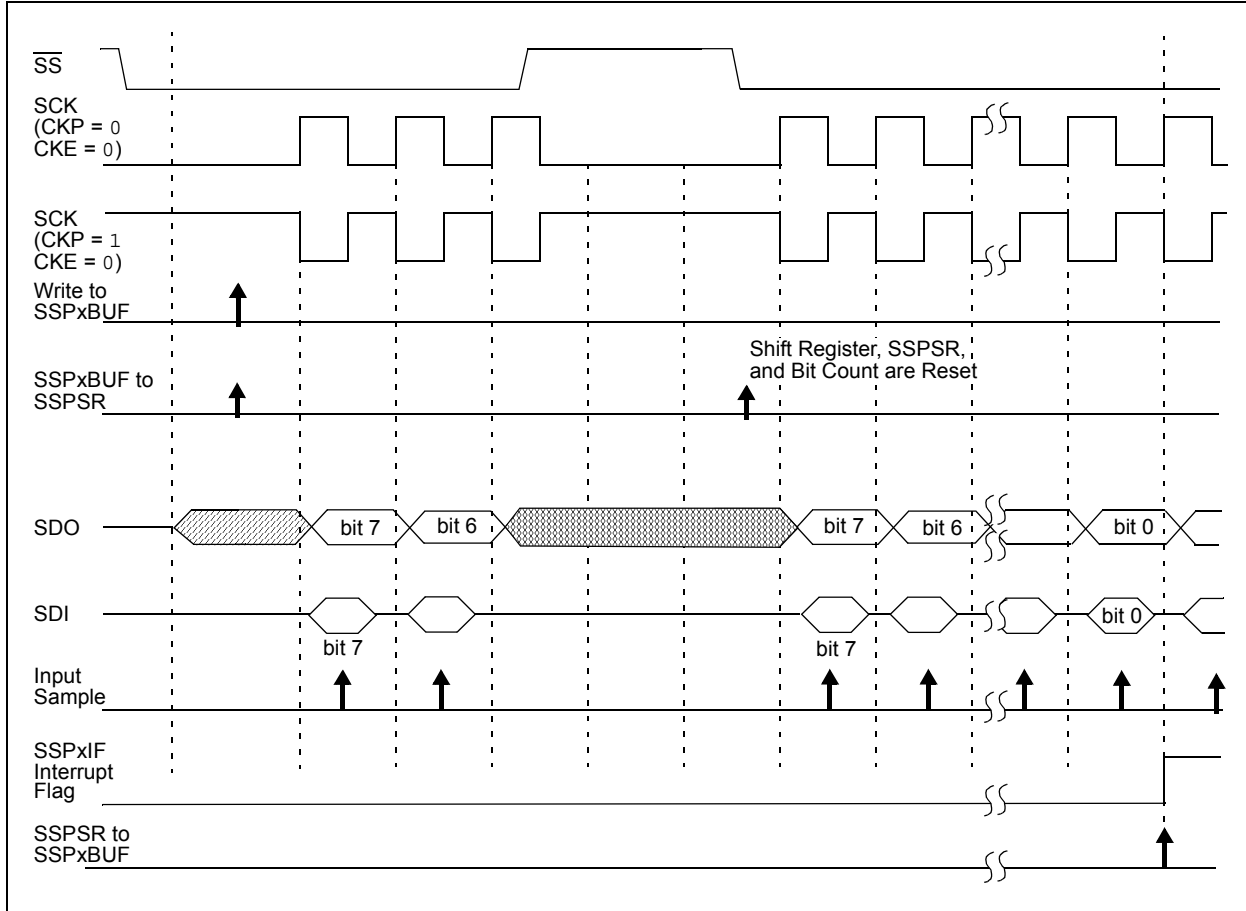 SS
SCK
(CKP = 0
CKE = 0)
SCK
(CKP = 1
CKE = 0)
Write to
SSPxBUF
Shift Register, SSPSR,
and Bit Count are Reset
SSPxBUF to
SSPSR
SDO
bit 7
bit 6
bit 7
bit 6
bit 0
SDI
bit 0
bit 7
bit 7
Input
Sample
SSPxIF
Interrupt
Flag
SSPSR to
SSPxBUF